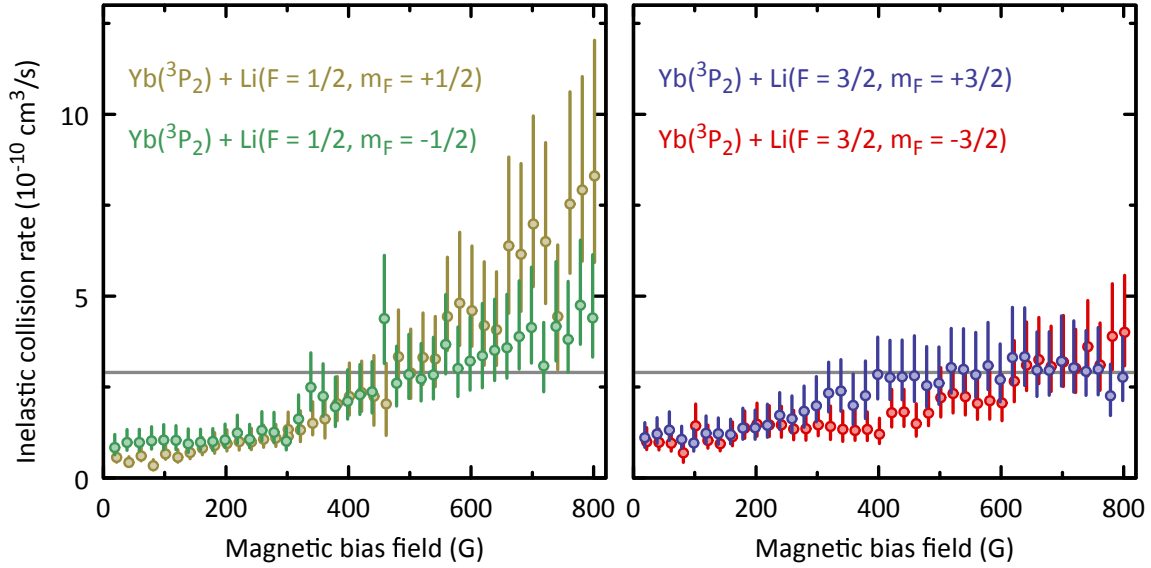 Inelastic collision rate (10⁻¹⁰ cm³/s)
10
5
0
Yb(³P₂) + Li(F = 1/2, m_F = +1/2)
Yb(³P₂) + Li(F = 1/2, m_F = -1/2)
0 200 400 600 800
Magnetic bias field (G)
Yb(³P₂) + Li(F = 3/2, m_F = +3/2)
Yb(³P₂) + Li(F = 3/2, m_F = -3/2)
0 200 400 600 800
Magnetic bias field (G)